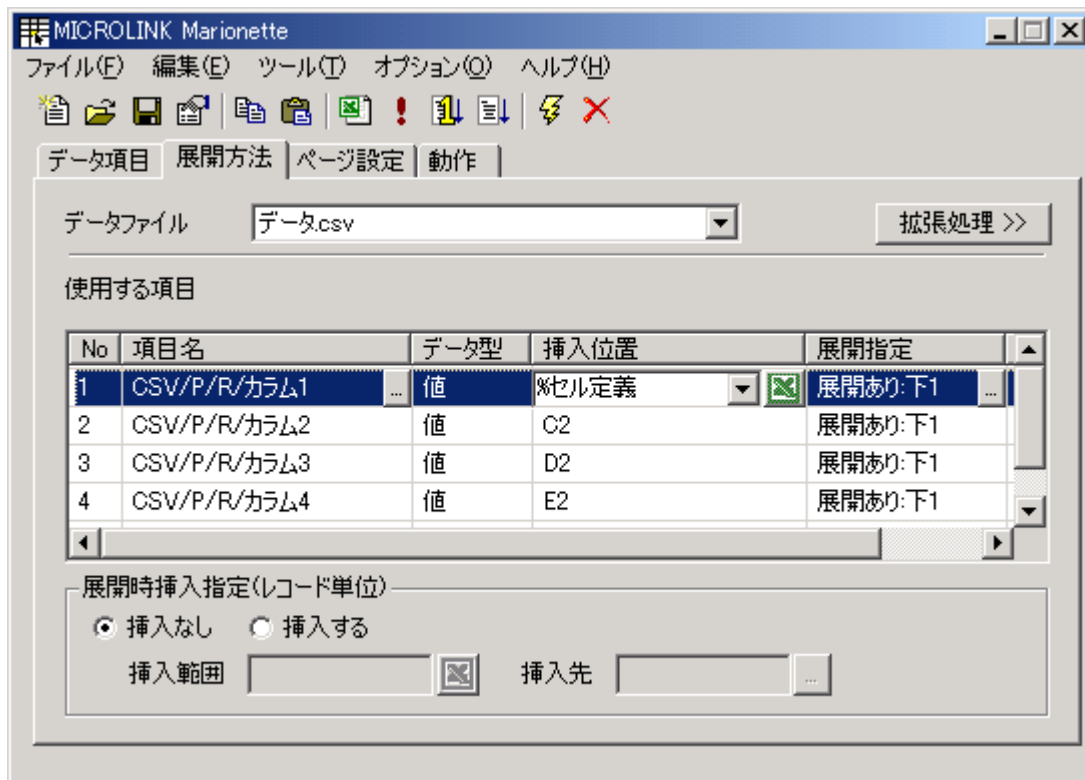 MICROLINK Marionette
ファイル(F) 編集(E) ツール(T) オプション(O) ヘルプ(H)
データ項目 展開方法 ページ設定 動作
データファイル データ.csv 拡張処理 >>
使用する項目
No 項目名 データ型 挿入位置 展開指定
1 CSV/P/R/カラム1 ... 値 %セル定義 展開あり:下1 ...
2 CSV/P/R/カラム2 値 C2 展開あり:下1
3 CSV/P/R/カラム3 値 D2 展開あり:下1
4 CSV/P/R/カラム4 値 E2 展開あり:下1
展開時挿入指定(レコード単位)
挿入なし 挿入する
挿入範囲 挿入先 ...